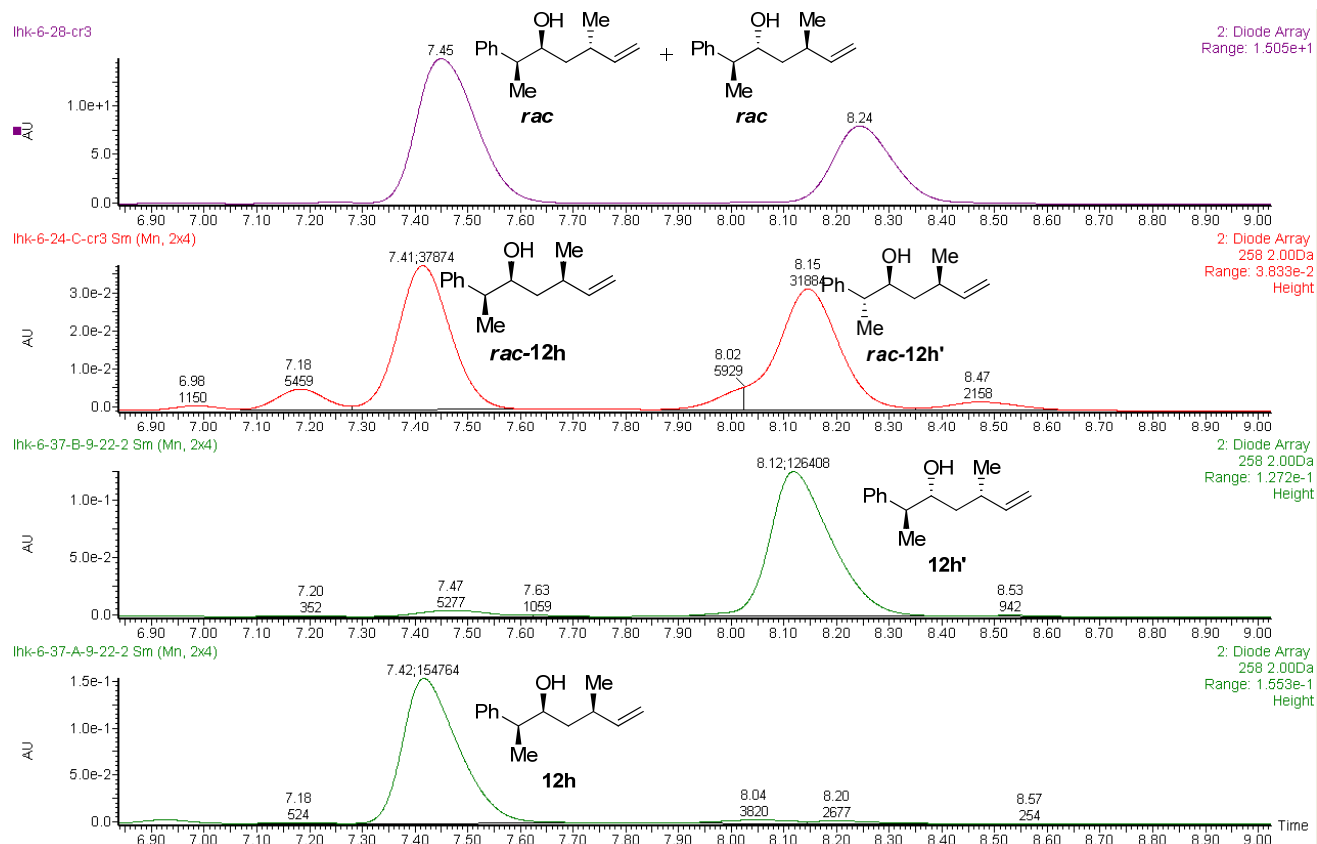 lhk-6-28-cr3
2: Diode Array
Range: 1.505e+1
7.45
8.24
OH Me
Ph
Me
rac
+
OH Me
Ph
Me
rac
AU
1.0e+1
5.0
0.0
6.90 7.00 7.10 7.20 7.30 7.40 7.50 7.60 7.70 7.80 7.90 8.00 8.10 8.20 8.30 8.40 8.50 8.60 8.70 8.80 8.90 9.00
lhk-6-24-C-cr3 Sm (Mn, 2x4)
2: Diode Array
258 2.00Da
Range: 3.833e-2
Height
6.98
1150
7.18
5459
7.41;37874
8.02
5929
8.15
31884
8.47
2158
OH Me
Ph
Me
rac-12h
OH Me
Ph
Me
rac-12h'
AU
3.0e-2
2.0e-2
1.0e-2
0.0
6.90 7.00 7.10 7.20 7.30 7.40 7.50 7.60 7.70 7.80 7.90 8.00 8.10 8.20 8.30 8.40 8.50 8.60 8.70 8.80 8.90 9.00
lhk-6-37-B-9-22-2 Sm (Mn, 2x4)
2: Diode Array
258 2.00Da
Range: 1.272e-1
Height
7.20
352
7.47
5277
7.63
1059
8.12;126408
8.53
942
OH Me
Ph
Me
12h'
AU
1.0e-1
5.0e-2
0.0
6.90 7.00 7.10 7.20 7.30 7.40 7.50 7.60 7.70 7.80 7.90 8.00 8.10 8.20 8.30 8.40 8.50 8.60 8.70 8.80 8.90 9.00
lhk-6-37-A-9-22-2 Sm (Mn, 2x4)
2: Diode Array
258 2.00Da
Range: 1.553e-1
Height
7.18
524
7.42;154764
8.04
3820
8.20
2677
8.57
254
OH Me
Ph
Me
12h
AU
1.5e-1
1.0e-1
5.0e-2
0.0
Time
6.90 7.00 7.10 7.20 7.30 7.40 7.50 7.60 7.70 7.80 7.90 8.00 8.10 8.20 8.30 8.40 8.50 8.60 8.70 8.80 8.90 9.00